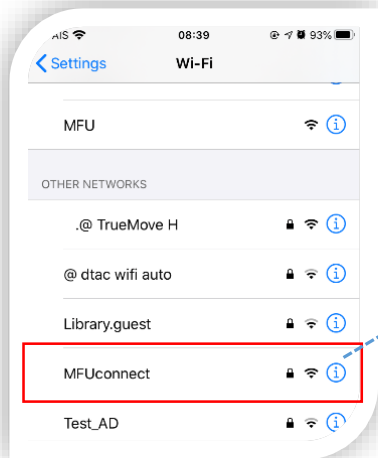 AIS 08:39 93%
Settings Wi-Fi
MFU
OTHER NETWORKS
.@ TrueMove H
@ dtac wifi auto
Library.guest
MFUconnect
Test_AD